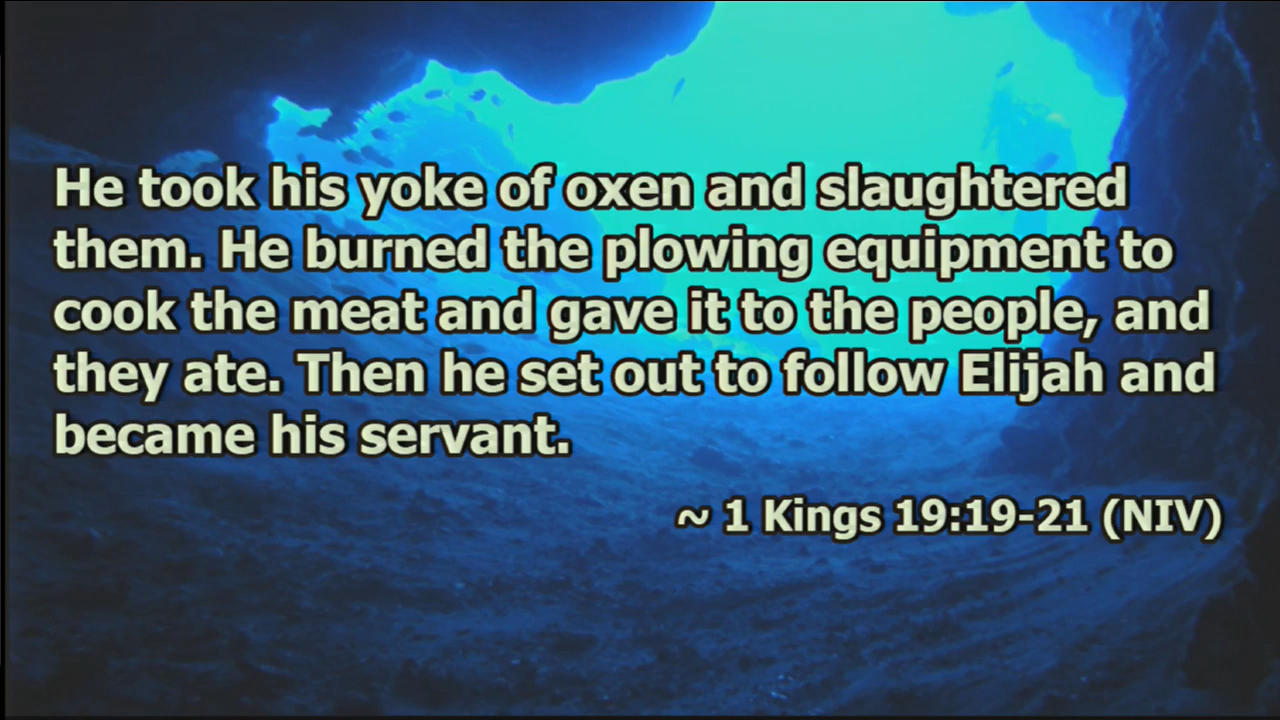 He took his yoke of oxen and slaughtered
them. He burned the plowing equipment to
cook the meat and gave it to the people, and
they ate. Then he set out to follow Elijah and
became his servant.
~ 1 Kings 19:19-21 (NIV)